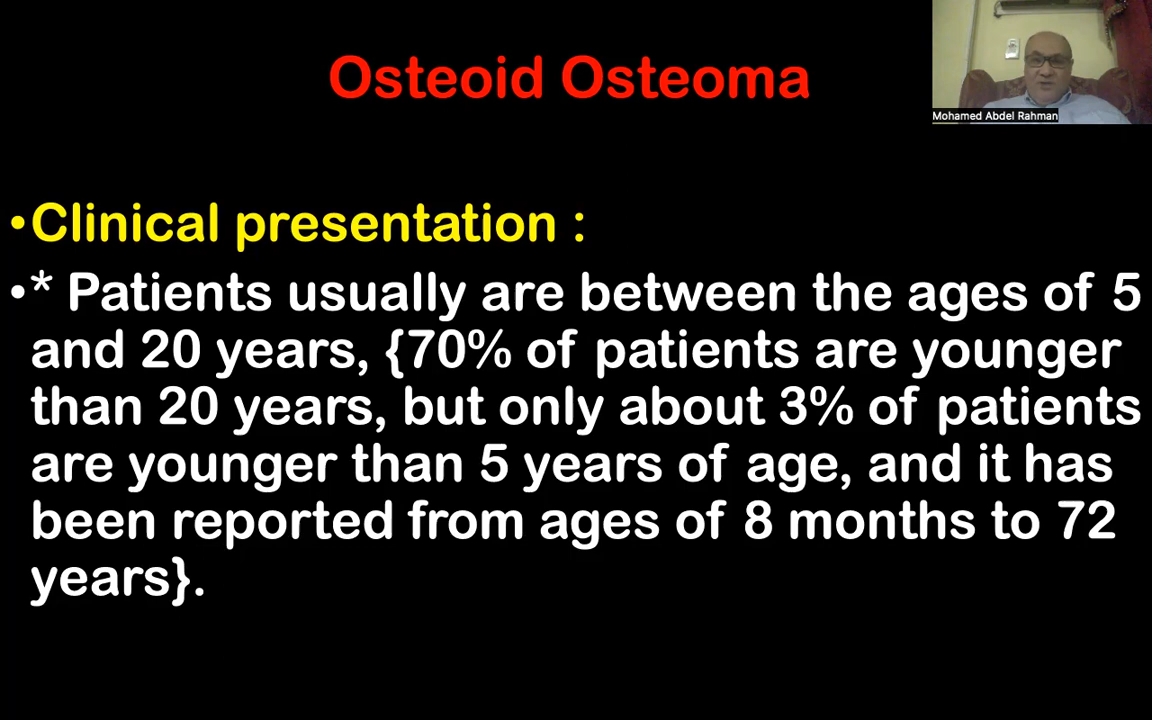 Osteoid Osteoma
Mohamed Abdel Rahman
•Clinical presentation :
•* Patients usually are between the ages of 5
and 20 years, {70% of patients are younger
than 20 years, but only about 3% of patients
are younger than 5 years of age, and it has
been reported from ages of 8 months to 72
years}.